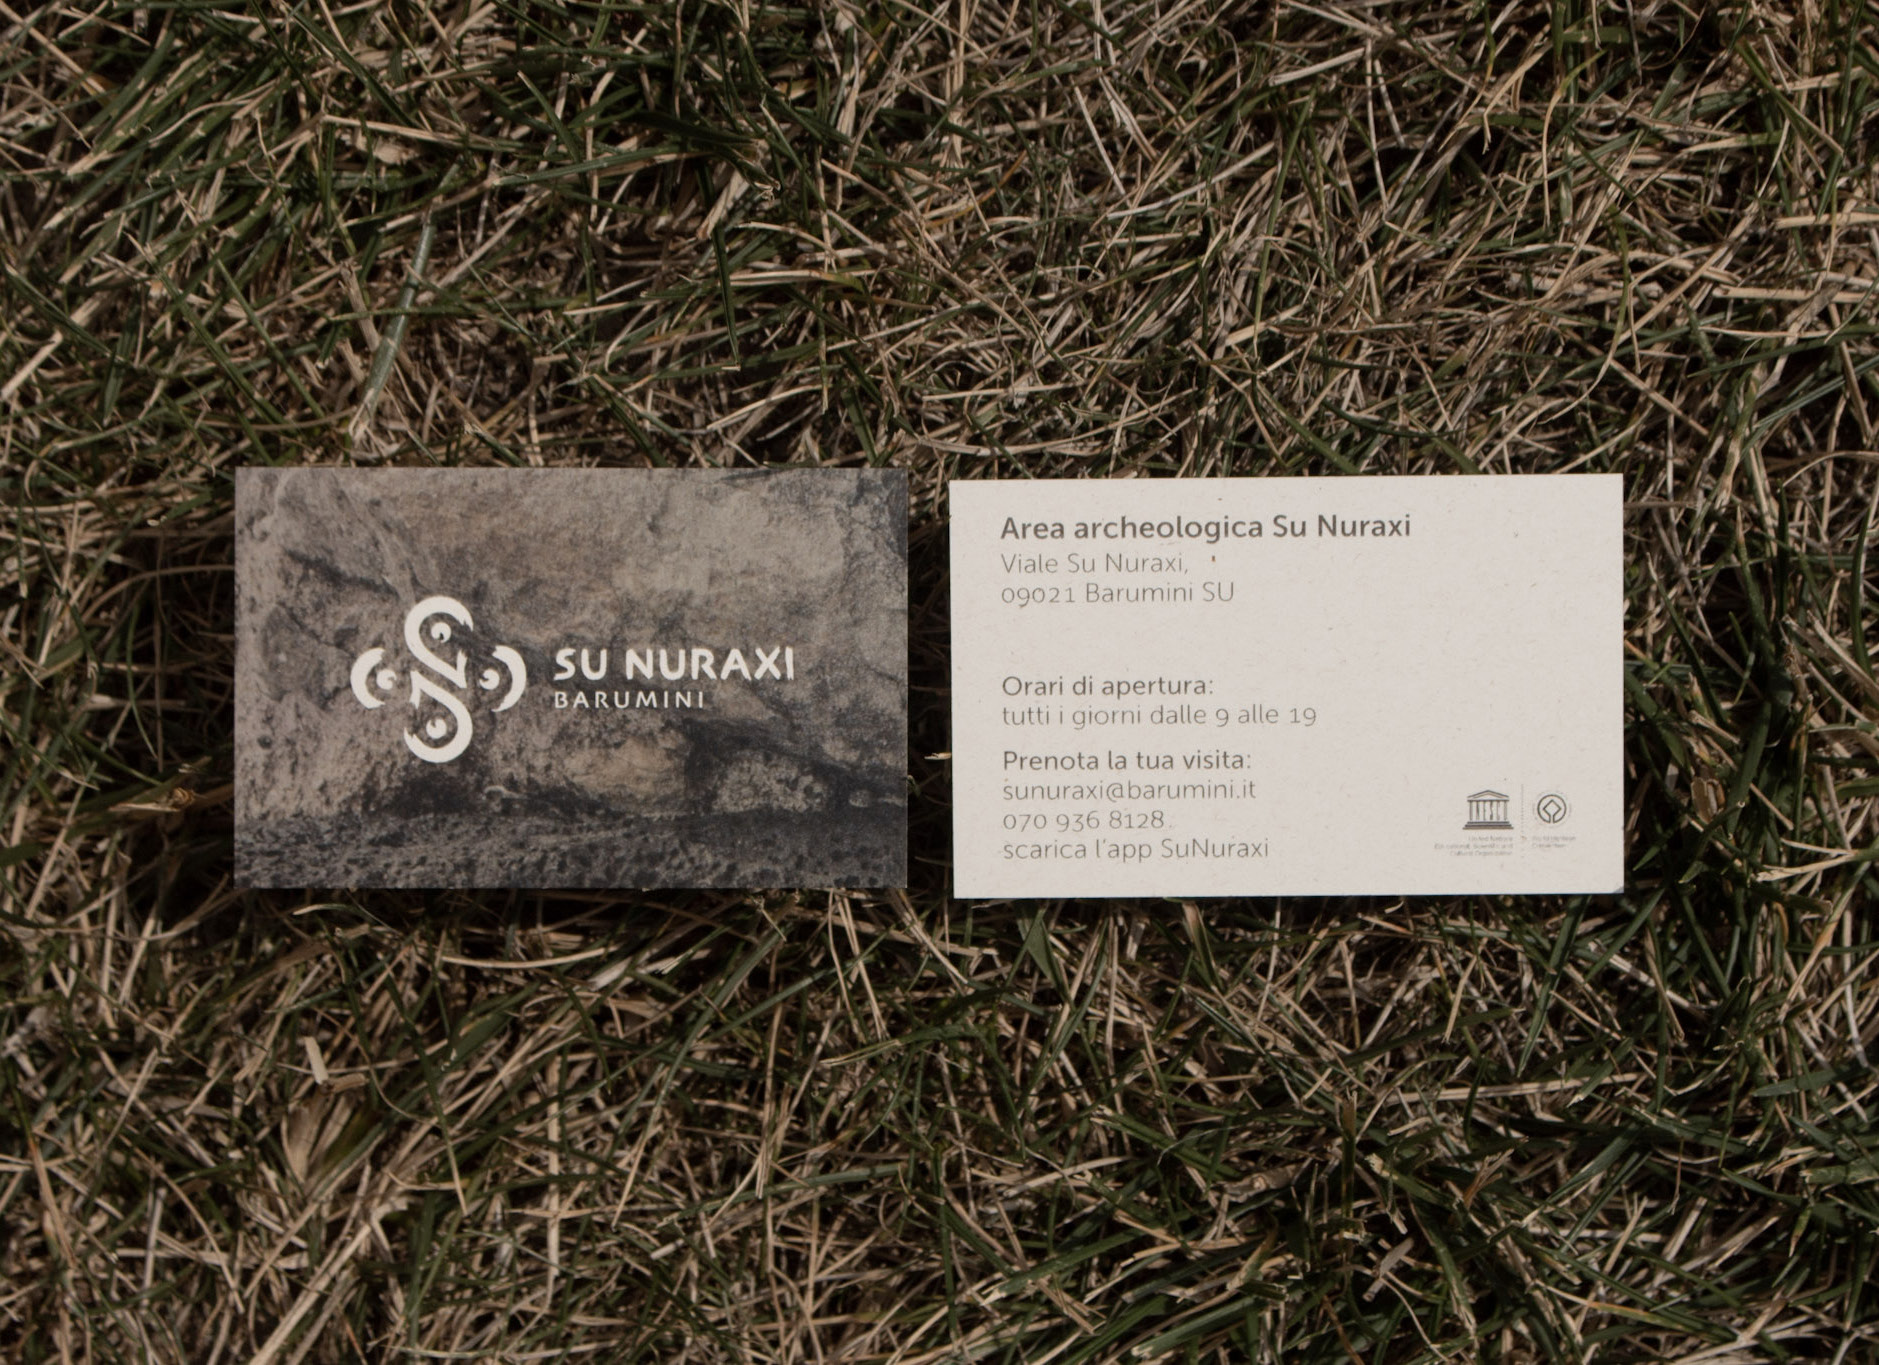 SU NURAXI
BARUMINI
Area archeologica Su Nuraxi
Viale Su Nuraxi,
09021 Barumini SU
Orari di apertura:
tutti i giorni dalle 9 alle 19
Prenota la tua visita:
sunuraxi@barumini.it
070 936 8128
scarica l'app SuNuraxi
UNESCO